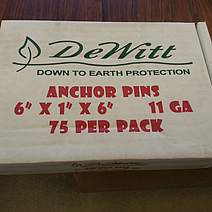 DeWitt
DOWN TO EARTH PROTECTION
ANCHOR PINS
6" X 1" X 6" 11 GA
75 PER PACK